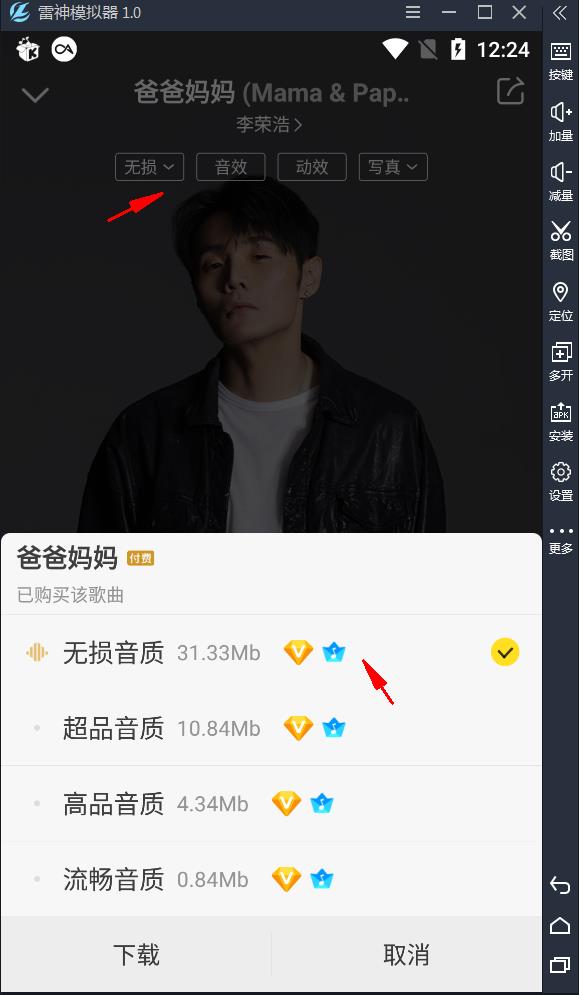 雷神模拟器 1.0
12:24
爸爸妈妈 (Mama & Pap..
李荣浩
无损 音效 动效 写真
按键
加量
减量
截图
定位
多开
APK
安装
设置
更多
爸爸妈妈 付费
已购买该歌曲
无损音质 31.33Mb
超品音质 10.84Mb
高品音质 4.34Mb
流畅音质 0.84Mb
下载 取消